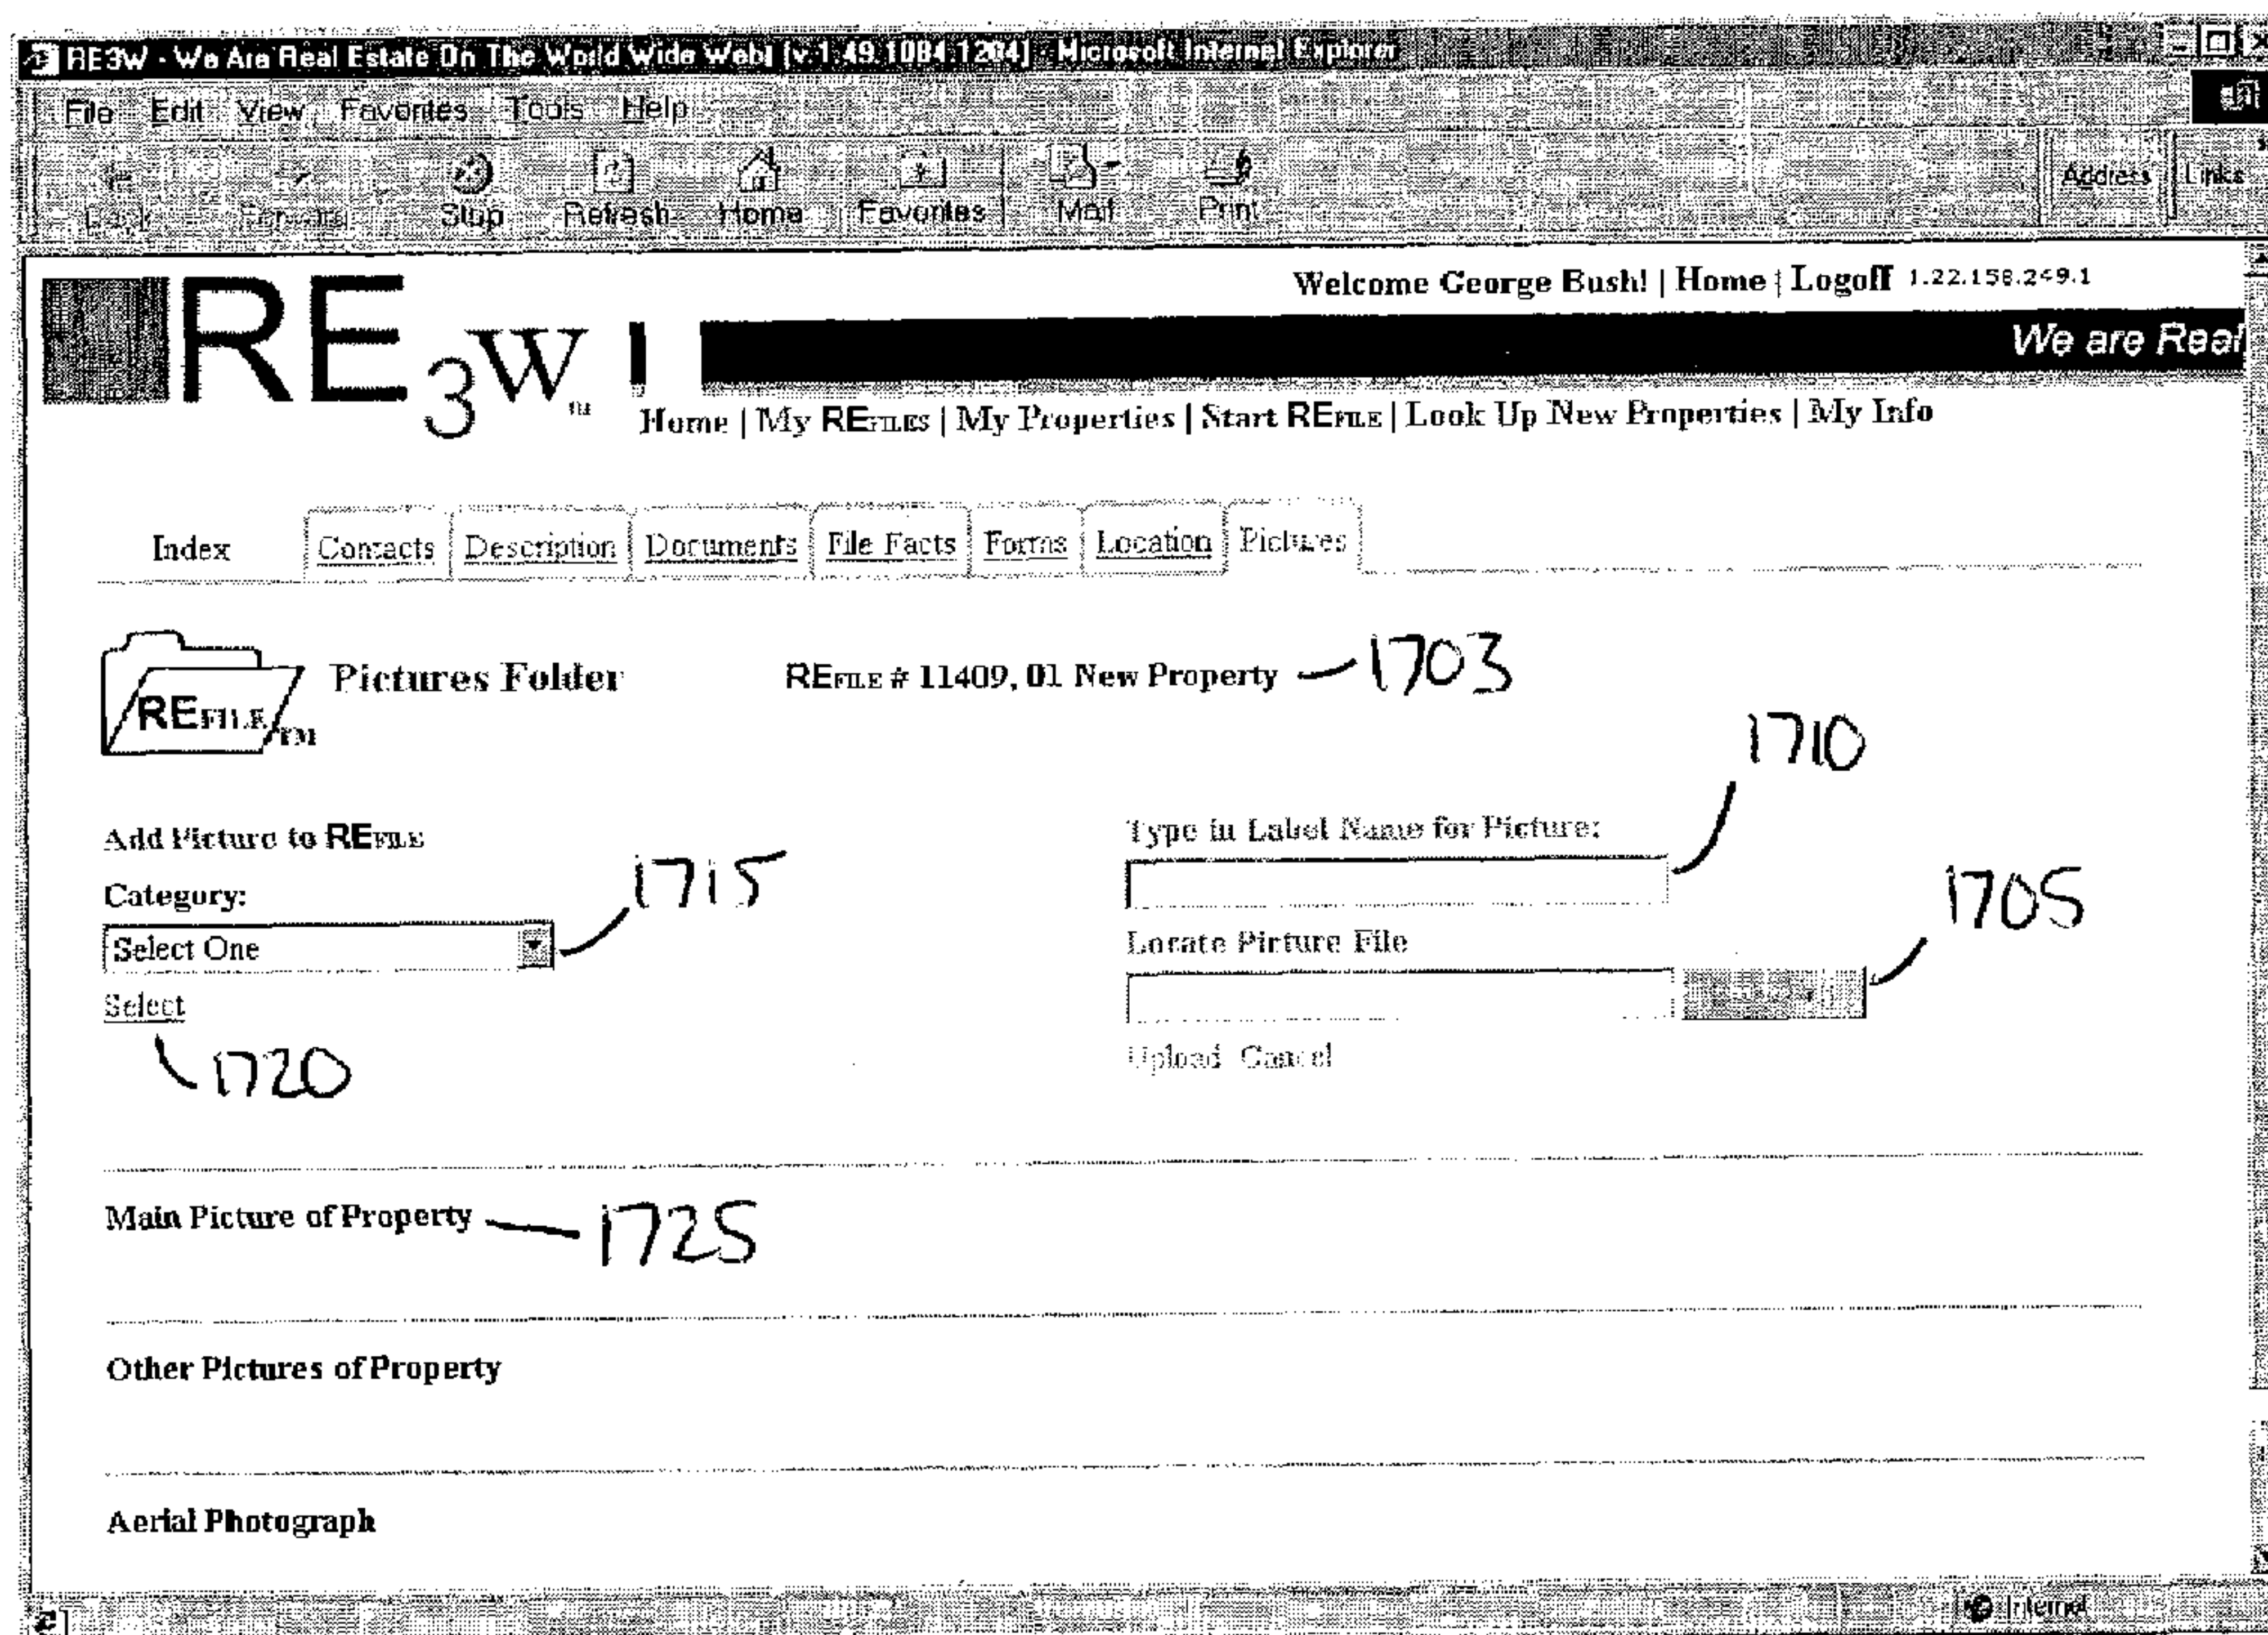 RE3W - We Are Real Estate On The World Wide Web! [v.1.49.1084.1204] - Microsoft Internet Explorer
File Edit View Favorites Tools Help
Back Forward Stop Refresh Home Favorites Mail Print Address Links
Welcome George Bush! | Home | Logoff 1.22.158.249.1
RE3W TM
We are Real
Home | My REFILES | My Properties | Start REFILE | Look Up New Properties | My Info
Index Contacts Description Documents File Facts Forms Location Pictures
REFILE TM Pictures Folder REFILE # 11409, 01 New Property 1703
1710
Add Picture to REFILE Type in Label Name for Picture:
Category: 1715
1705
Select One Locate Picture File
Select
1720 Upload Cancel
Main Picture of Property 1725
Other Pictures of Property
Aerial Photograph
Internet